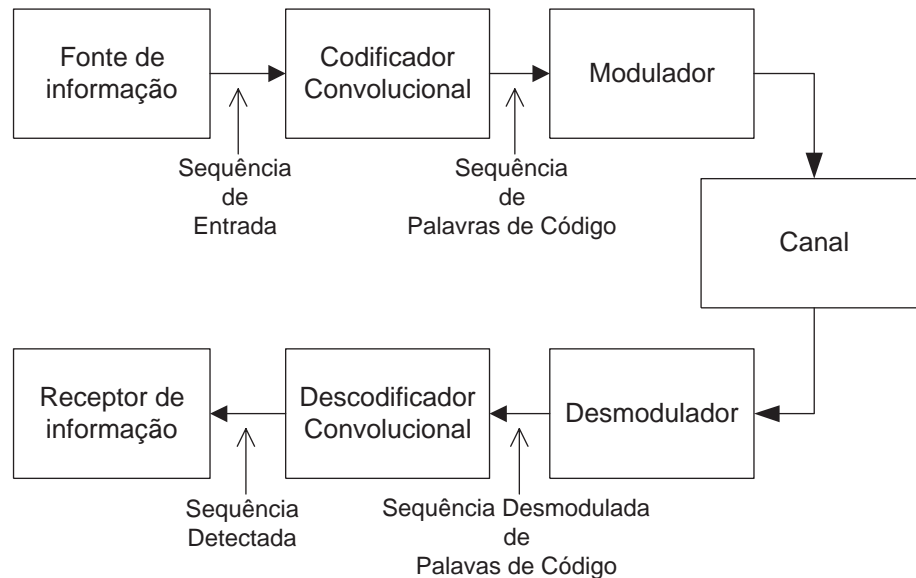 Fonte de
informação
Codificador
Convolucional
Modulador
Sequência
de
Entrada
Sequência
de
Palavras de Código
Canal
Receptor de
informação
Descodificador
Convolucional
Desmodulador
Sequência
Detectada
Sequência Desmodulada
de
Palavas de Código